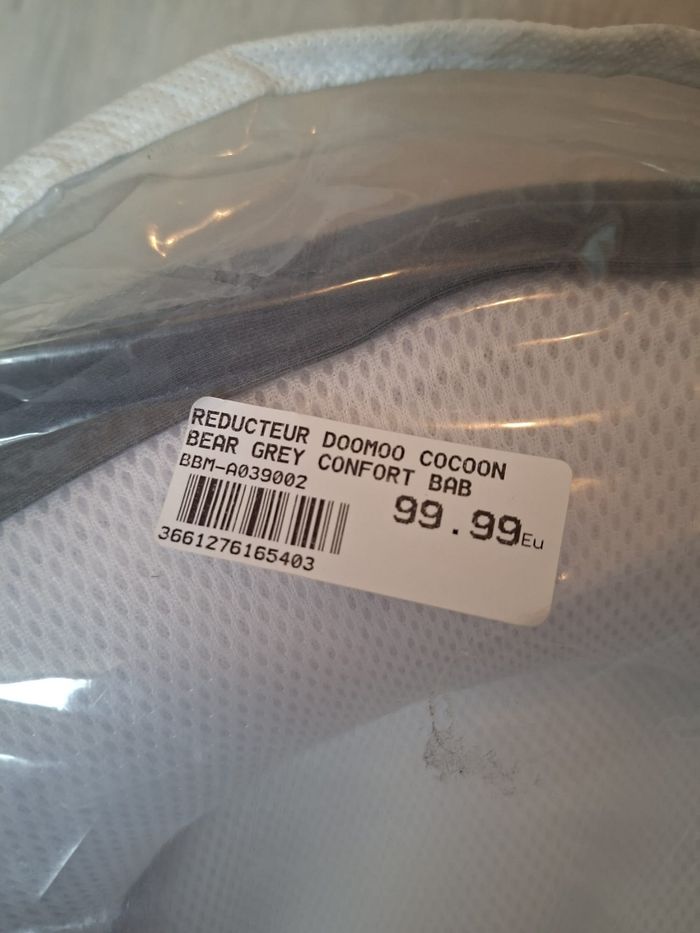 REDUCTEUR DOOMOO COCOON
BEAR GREY CONFORT BAB
BBM-A039002
99.99Eu
3661276165403